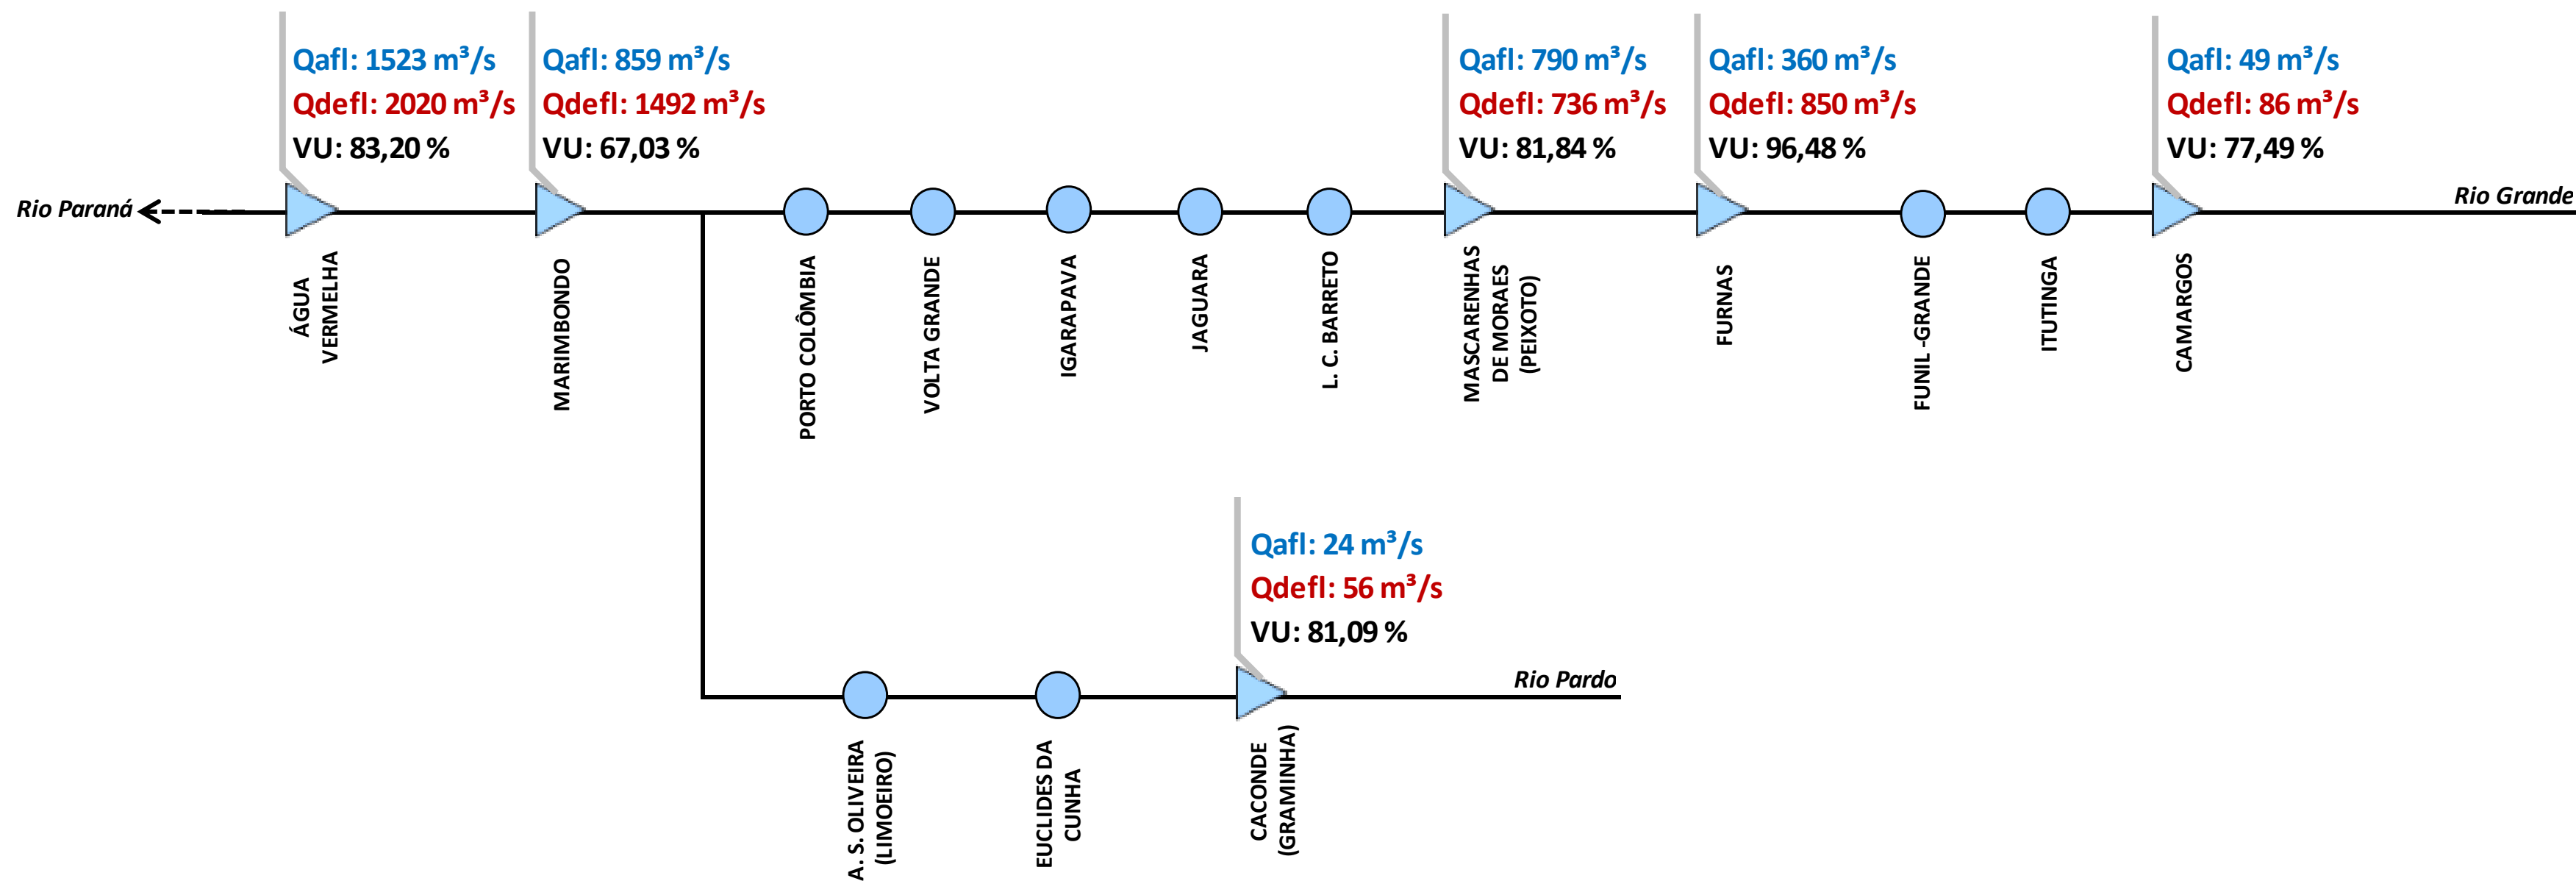 Qafl: 1523 m³/s
Qdefl: 2020 m³/s
VU: 83,20 %
Qafl: 859 m³/s
Qdefl: 1492 m³/s
VU: 67,03 %
Qafl: 790 m³/s
Qdefl: 736 m³/s
VU: 81,84 %
Qafl: 360 m³/s
Qdefl: 850 m³/s
VU: 96,48 %
Qafl: 49 m³/s
Qdefl: 86 m³/s
VU: 77,49 %
Rio Paraná
Rio Grande
ÁGUA
VERMELHA
MARIMBONDO
PORTO COLÔMBIA
VOLTA GRANDE
IGARAPAVA
JAGUARA
L. C. BARRETO
MASCARENHAS
DE MORAES
(PEIXOTO)
FURNAS
FUNIL -GRANDE
ITUTINGA
CAMARGOS
Qafl: 24 m³/s
Qdefl: 56 m³/s
VU: 81,09 %
Rio Pardo
A. S. OLIVEIRA
(LIMOEIRO)
EUCLIDES DA
CUNHA
CACONDE
(GRAMINHA)